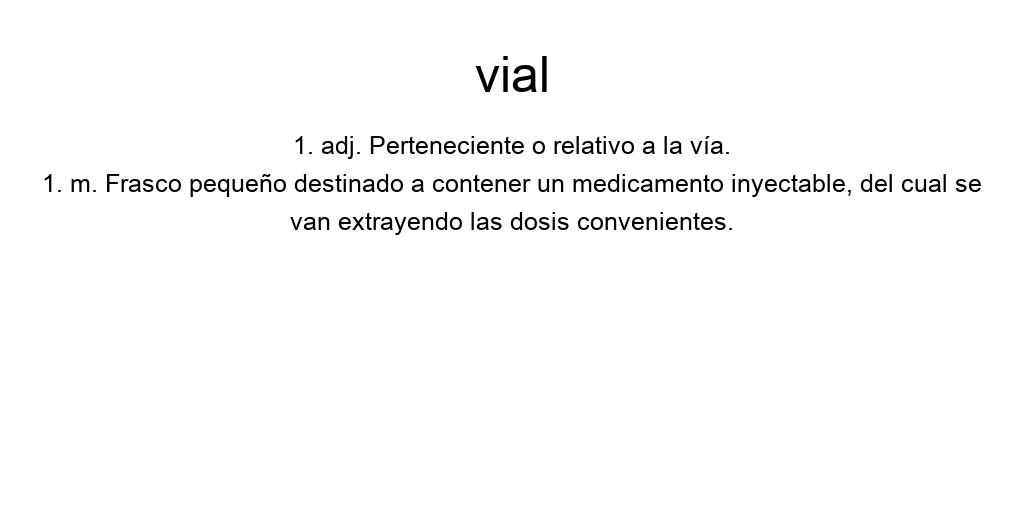 vial
1. adj. Perteneciente o relativo a la vía.
1. m. Frasco pequeño destinado a contener un medicamento inyectable, del cual se
van extrayendo las dosis convenientes.